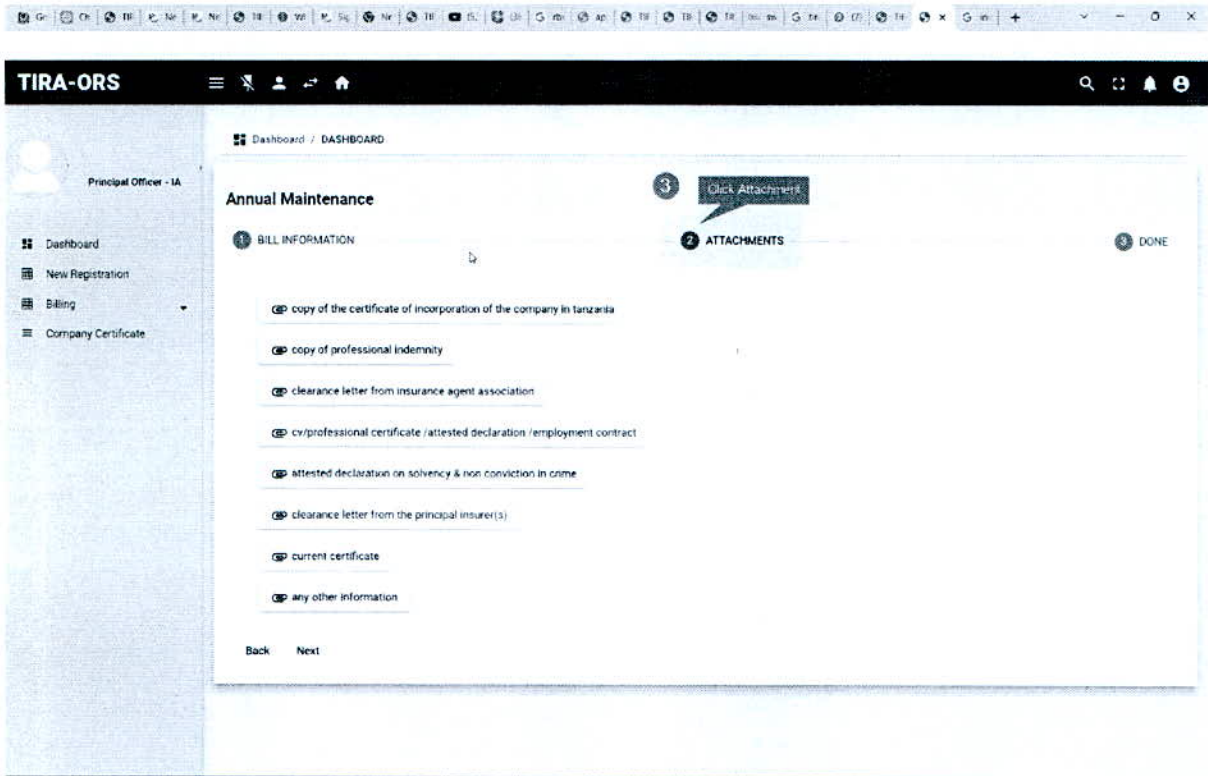 TIRA-ORS
Dashboard / DASHBOARD
Principal Officer - IA
Dashboard
New Registration
Billing
Company Certificate
Annual Maintenance
3 Click Attachment
1 BILL INFORMATION
2 ATTACHMENTS
3 DONE
copy of the certificate of incorporation of the company in tanzania
copy of professional indemnity
clearance letter from insurance agent association
cv/professional certificate /attested declaration /employment contract
attested declaration on solvency & non conviction in crime
clearance letter from the principal insurer(s)
current certificate
any other information
Back Next